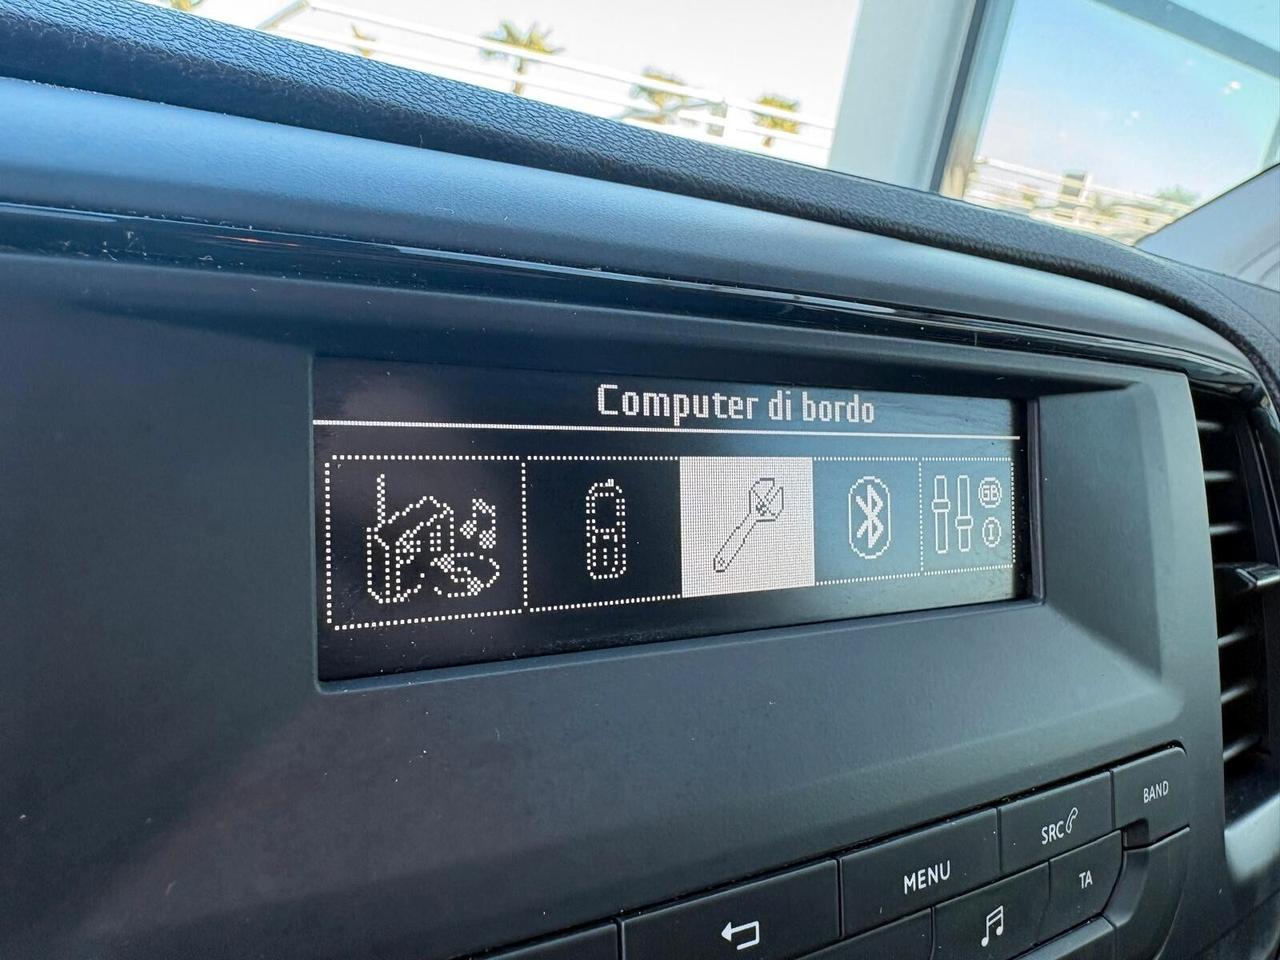 Computer di bordo
GB
I
BAND
SRC
MENU
TA